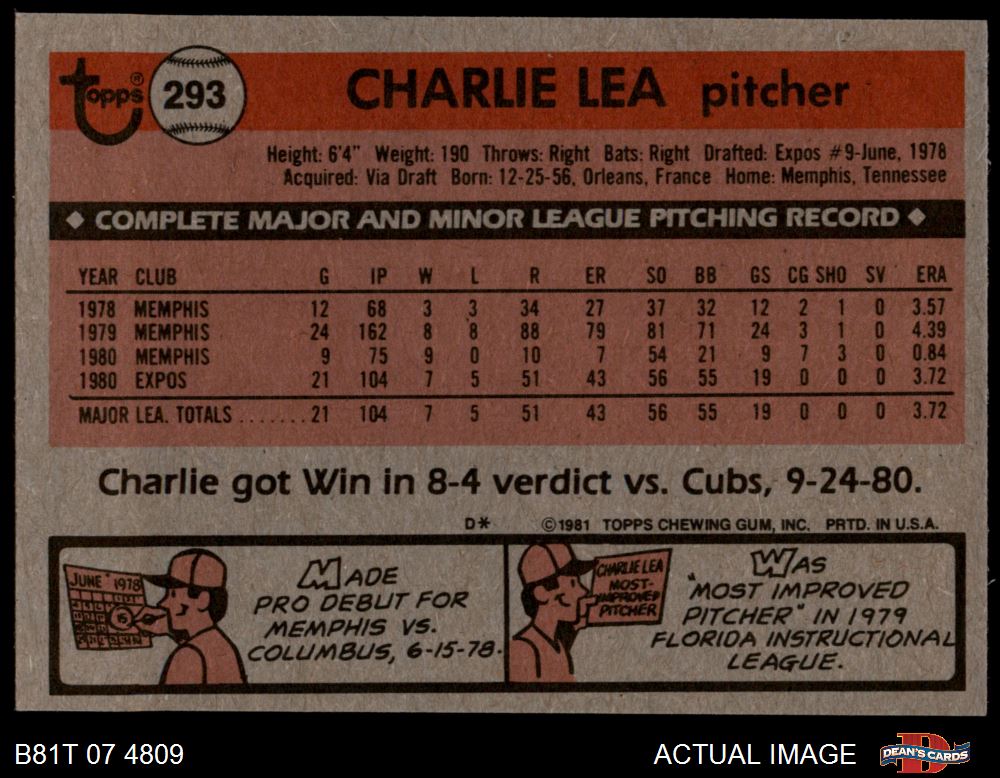 Topps® 293 CHARLIE LEA pitcher
Height: 6'4" Weight: 190 Throws: Right Bats: Right Drafted: Expos #9-June, 1978
Acquired: Via Draft Born: 12-25-56, Orleans, France Home: Memphis, Tennessee
◆ COMPLETE MAJOR AND MINOR LEAGUE PITCHING RECORD ◆
YEAR CLUB G IP W L R ER SO BB GS CG SHO SV ERA
1978 MEMPHIS 12 68 3 3 34 27 37 32 12 2 1 0 3.57
1979 MEMPHIS 24 162 8 8 88 79 81 71 24 3 1 0 4.39
1980 MEMPHIS 9 75 9 0 10 7 54 21 9 7 3 0 0.84
1980 EXPOS 21 104 7 5 51 43 56 55 19 0 0 0 3.72
MAJOR LEA. TOTALS .......21 104 7 5 51 43 56 55 19 0 0 0 3.72
Charlie got Win in 8-4 verdict vs. Cubs, 9-24-80.
D* ©1981 TOPPS CHEWING GUM, INC. PRTD. IN U.S.A.
JUNE 1978
15
MADE
PRO DEBUT FOR
MEMPHIS VS.
COLUMBUS, 6-15-78.
CHARLIE LEA
MOST-
IMPROVED
PITCHER
WAS
"MOST IMPROVED
PITCHER" IN 1979
FLORIDA INSTRUCTIONAL
LEAGUE.
B81T 07 4809 ACTUAL IMAGE DEAN'S CARDS